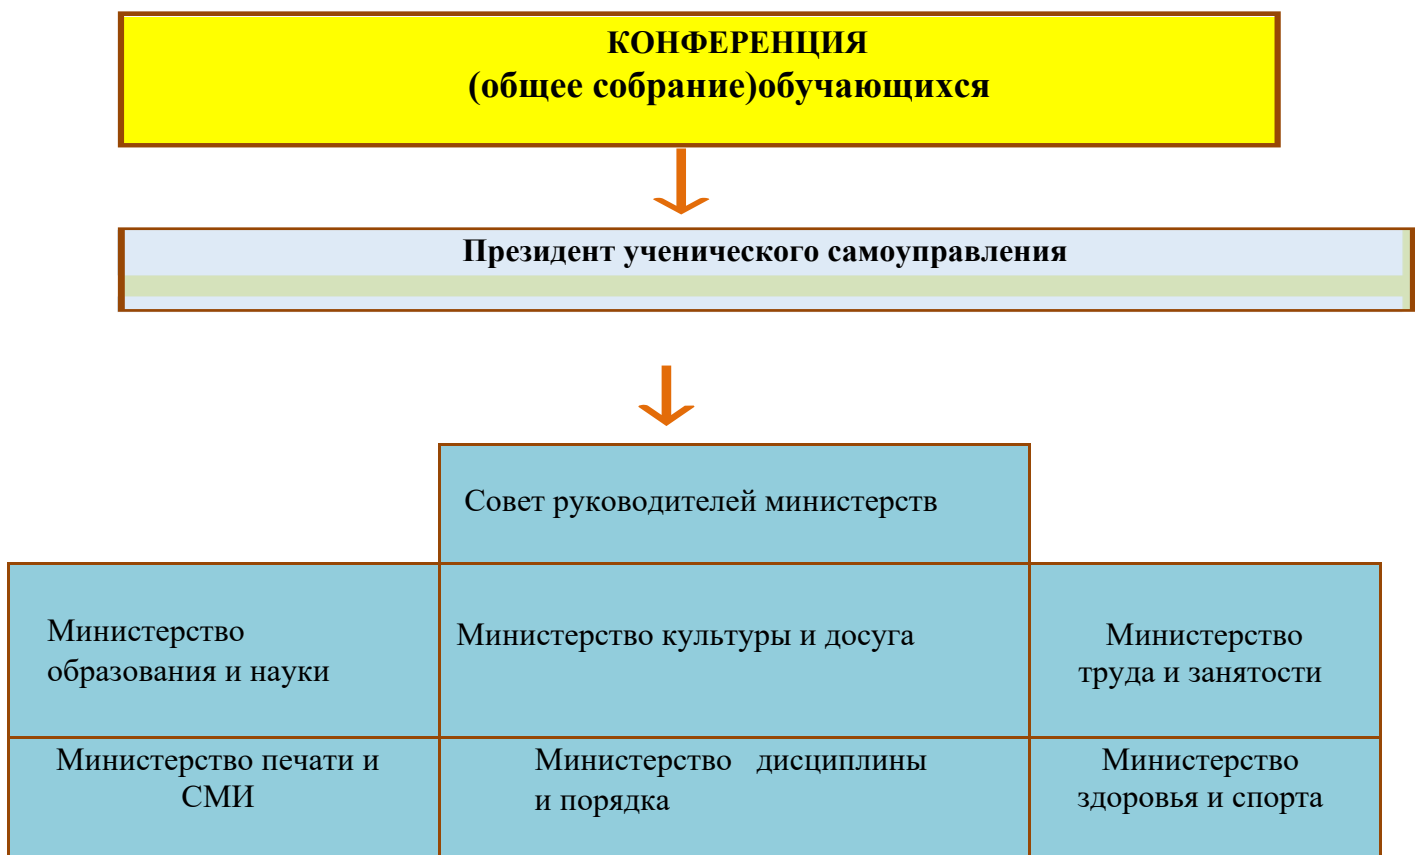 КОНФЕРЕНЦИЯ
(общее собрание)обучающихся
Президент ученического самоуправления
Совет руководителей министерств
Министерство
образования и науки
Министерство культуры и досуга
Министерство
труда и занятости
Министерство печати и
СМИ
Министерство дисциплины
и порядка
Министерство
здоровья и спорта